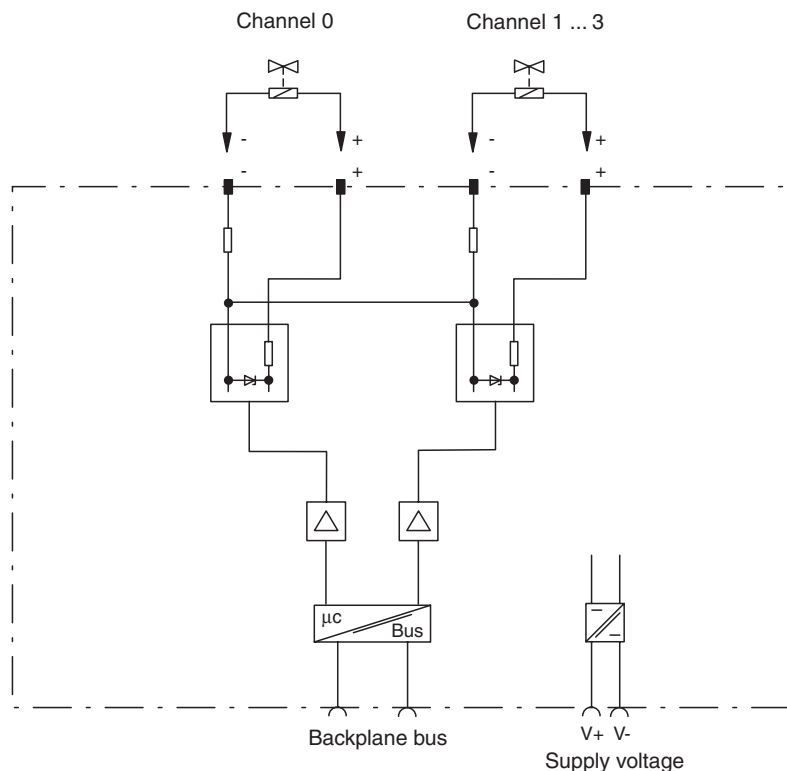 Channel 0 Channel 1 ... 3
- + - +
- + - +
µc
Bus
Backplane bus
V+ V-
Supply voltage